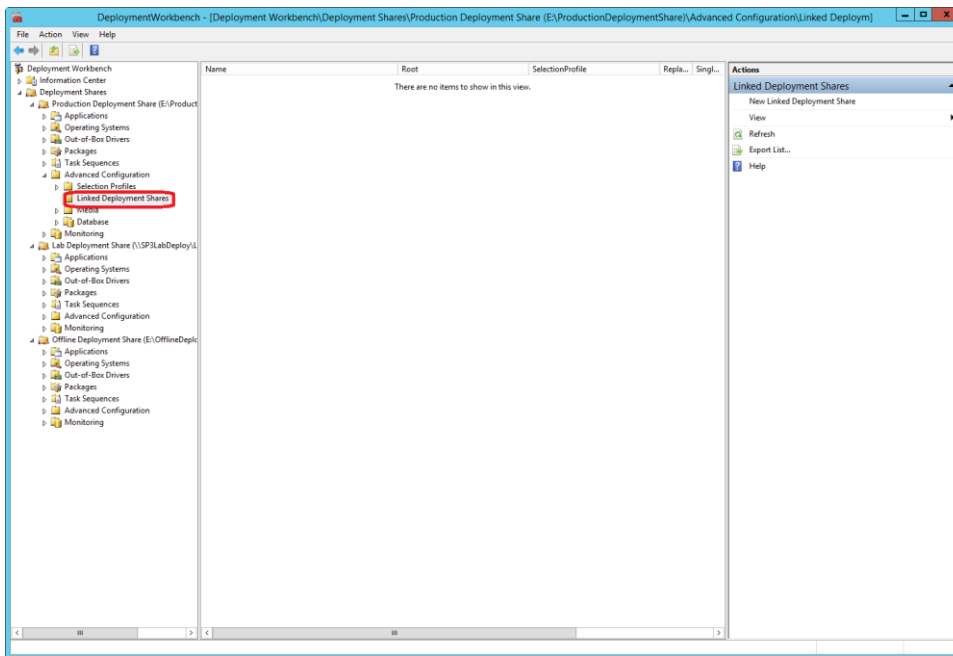 DeploymentWorkbench - [Deployment Workbench\Deployment Shares\Production Deployment Share (E:\ProductionDeploymentShare)\Advanced Configuration\Linked Deploym]
File Action View Help
Deployment Workbench
Information Center
Deployment Shares
Production Deployment Share (E:\Product
Applications
Operating Systems
Out-of-Box Drivers
Packages
Task Sequences
Advanced Configuration
Selection Profiles
Linked Deployment Shares
Media
Database
Monitoring
Lab Deployment Share (\\SP3LabDeploy\L
Applications
Operating Systems
Out-of-Box Drivers
Packages
Task Sequences
Advanced Configuration
Monitoring
Offline Deployment Share (E:\OfflineDeplc
Applications
Operating Systems
Out-of-Box Drivers
Packages
Task Sequences
Advanced Configuration
Monitoring
Name Root SelectionProfile Repla... Singl...
There are no items to show in this view.
Actions
Linked Deployment Shares
New Linked Deployment Share
View
Refresh
Export List...
Help